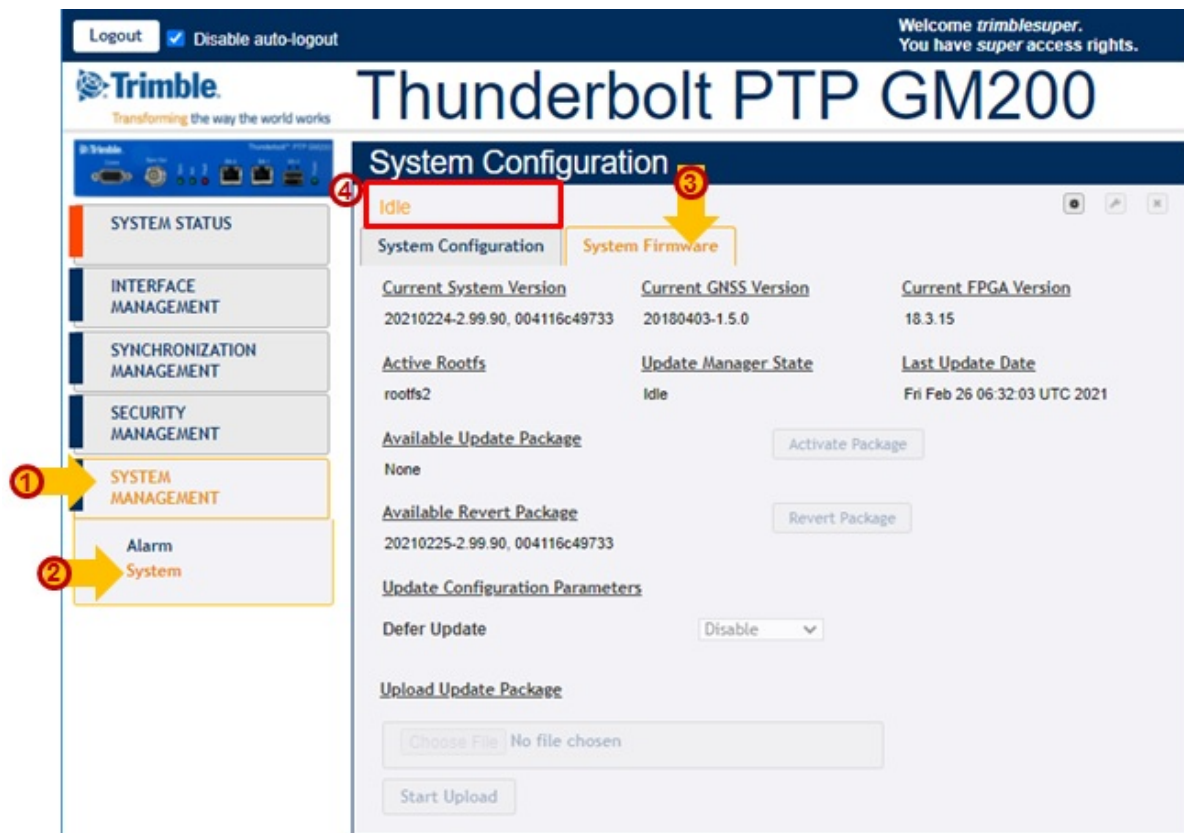 Logout Disable auto-logout
Welcome trimblesuper.
You have super access rights.
Trimble.
Transforming the way the world works
Thunderbolt PTP GM200
System Configuration
3
4
Idle
System Configuration System Firmware
SYSTEM STATUS
INTERFACE
MANAGEMENT
SYNCHRONIZATION
MANAGEMENT
SECURITY
MANAGEMENT
1
SYSTEM
MANAGEMENT
Alarm
2
System
Current System Version Current GNSS Version Current FPGA Version
20210224-2.99.90, 004116c49733 20180403-1.5.0 18.3.15
Active Rootfs Update Manager State Last Update Date
rootfs2 Idle Fri Feb 26 06:32:03 UTC 2021
Available Update Package Activate Package
None
Available Revert Package Revert Package
20210225-2.99.90, 004116c49733
Update Configuration Parameters
Defer Update Disable
Upload Update Package
Choose File No file chosen
Start Upload